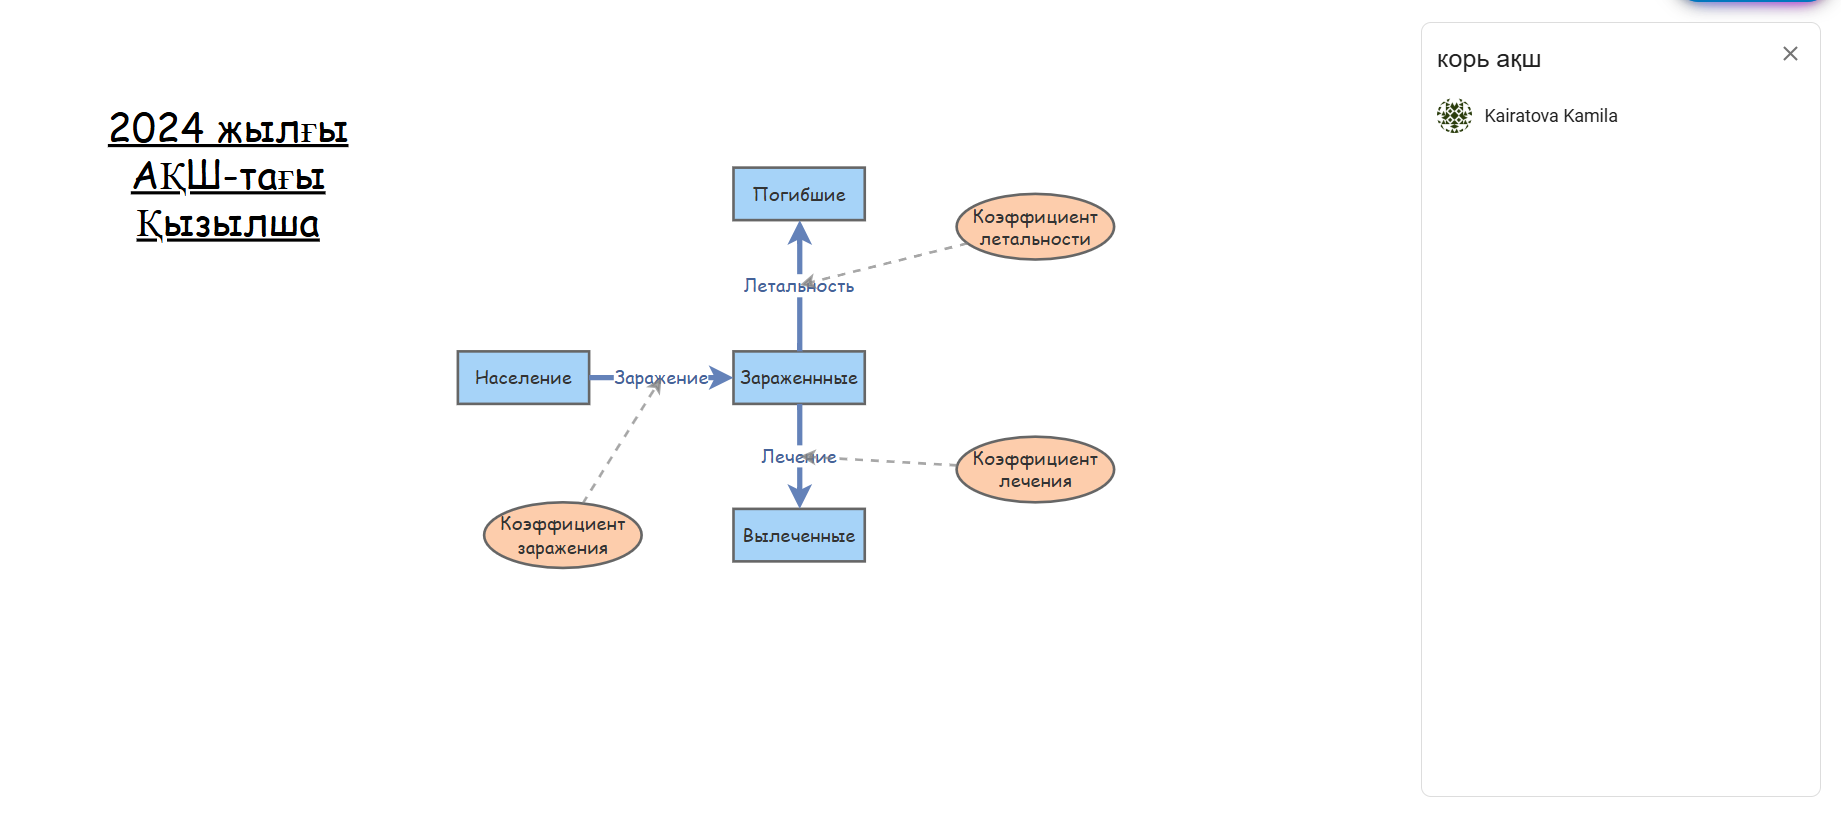 2024 жылғы
АҚШ-тағы
Қызылша
Погибшие
Коэффициент
летальности
Летальность
Население
Заражение
Зараженнные
Лечение
Коэффициент
лечения
Коэффициент
заражения
Вылеченные
корь ақш
Kairatova Kamila